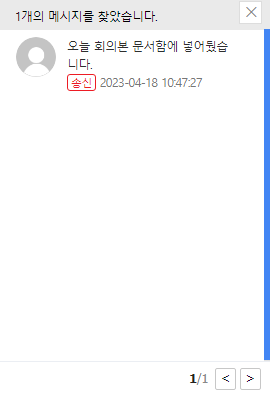 1개의 메시지를 찾았습니다.
오늘 회의본 문서함에 넣어뒀습
니다.
송신 2023-04-18 10:47:27
1/1 < >